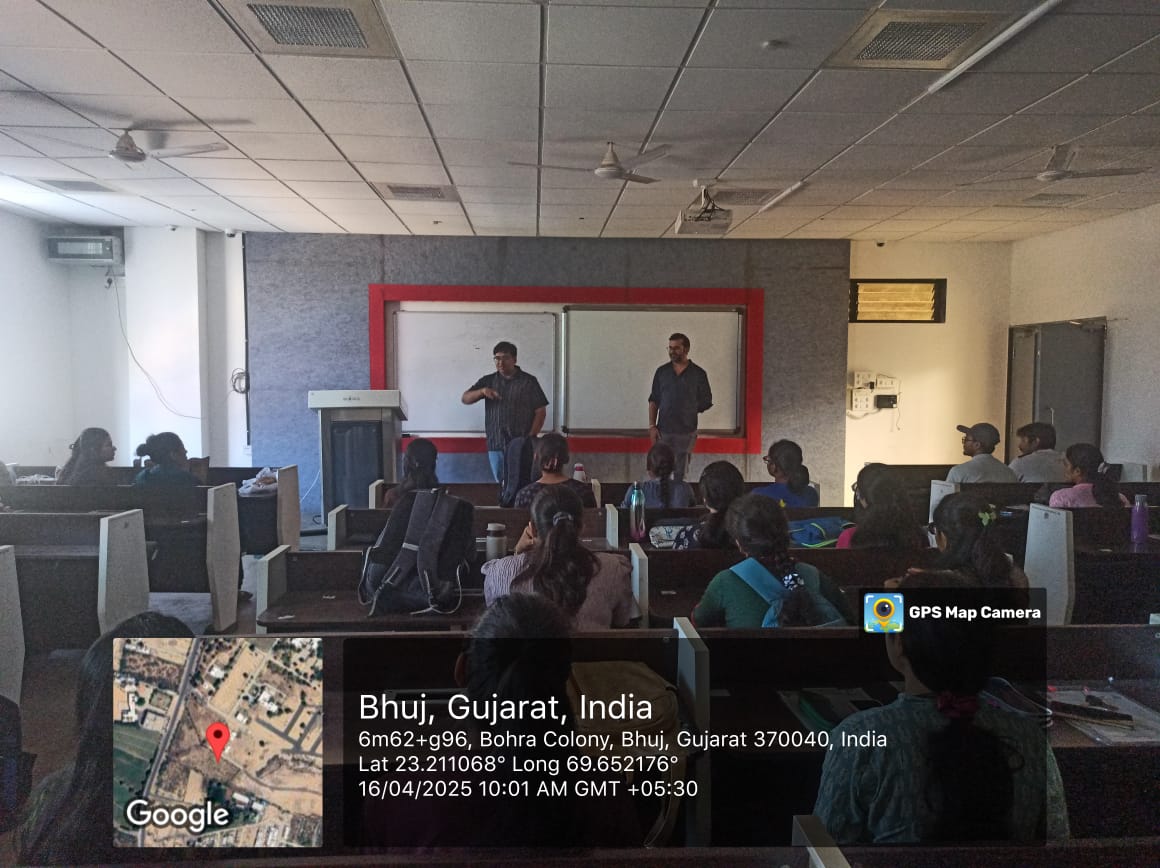 GPS Map Camera
Bhuj, Gujarat, India
6m62+g96, Bohra Colony, Bhuj, Gujarat 370040, India
Lat 23.211068° Long 69.652176°
16/04/2025 10:01 AM GMT +05:30
Google